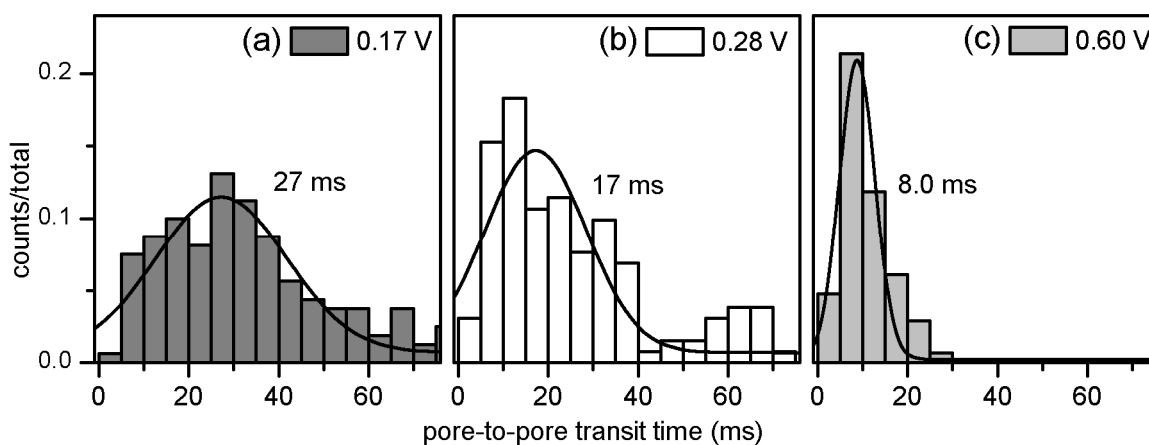 (a) 0.17 V
(b) 0.28 V
(c) 0.60 V
0.2
0.1
0.0
counts/total
27 ms
17 ms
8.0 ms
0 20 40 60
0 20 40 60
0 20 40 60
pore-to-pore transit time (ms)